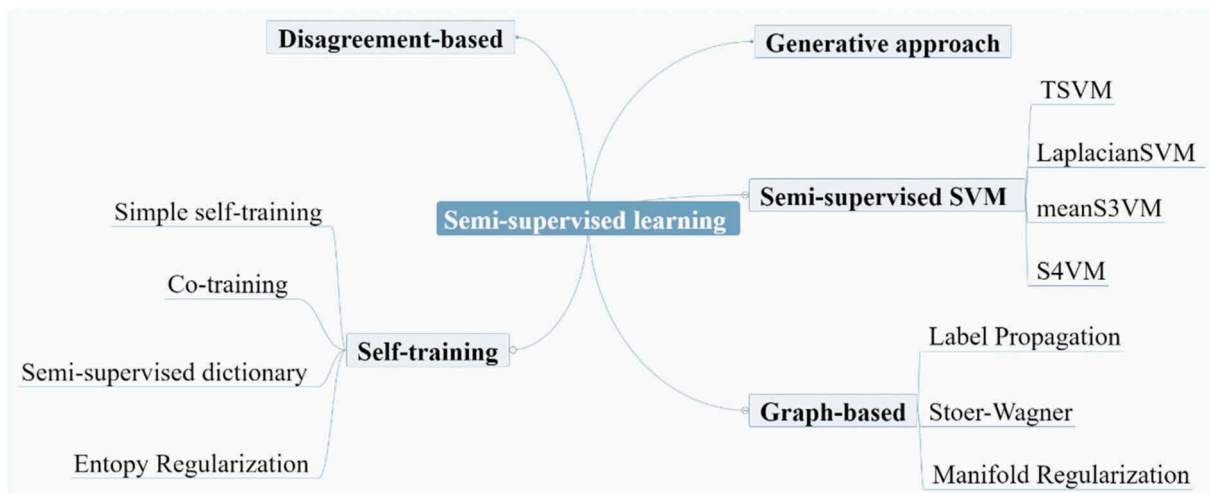 Disagreement-based
Generative approach
TSVM
LaplacianSVM
Semi-supervised SVM
meanS3VM
S4VM
Semi-supervised learning
Simple self-training
Co-training
Self-training
Semi-supervised dictionary
Entopy Regularization
Label Propagation
Graph-based
Stoer-Wagner
Manifold Regularization